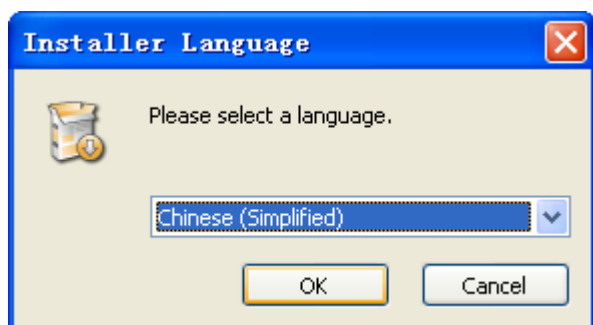 Installer Language
Please select a language.
Chinese (Simplified)
OK Cancel